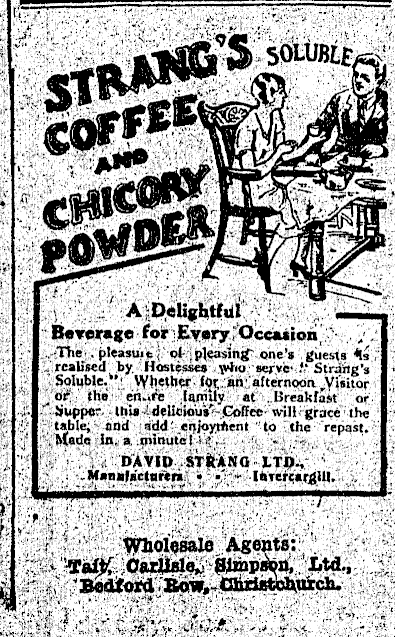 STRANG'S SOLUBLE
COFFEE
AND
CHICORY
POWDER
A Delightful
Beverage for Every Occasion
The pleasure of pleasing one's guests is
realised by Hostesses who serve "Strang's
Soluble." Whether for an afternoon Visitor
or the entire family at Breakfast or
Supper this delicious Coffee will grace the
table, and add enjoyment to the repast.
Made in a minute!
DAVID STRANG LTD.,
Manufacturers - - - Invercargill.
Wholesale Agents:
Tait, Carlisle, Simpson, Ltd.,
Bedford Row, Christchurch.